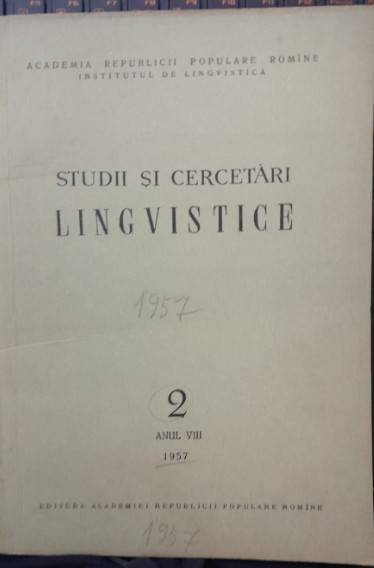 ACADEMIA REPUBLICII POPULARE ROMÎNE
INSTITUTUL DE LINGVISTICĂ
STUDII ȘI CERCETĂRI
LINGVISTICE
1957
2
ANUL VIII
1957
EDITURA ACADEMIEI REPUBLICII POPULARE ROMÎNE
1957